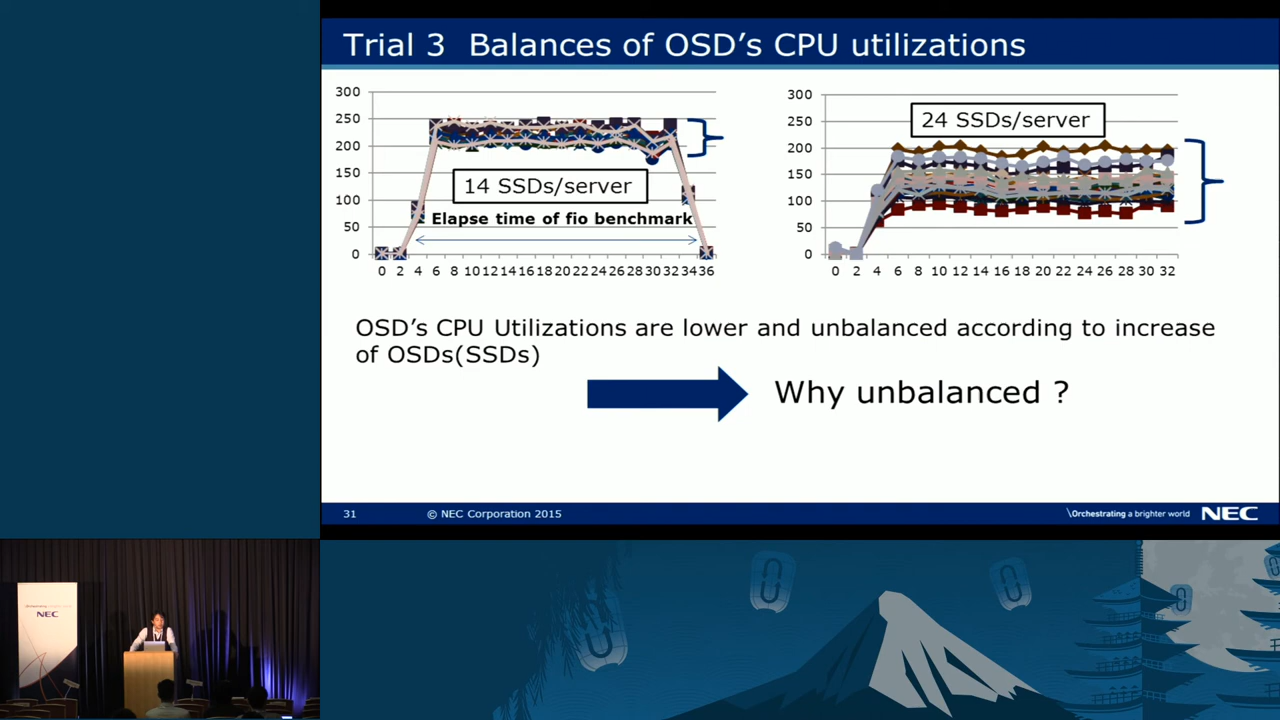 Trial 3 Balances of OSD's CPU utilizations
300
250
200
150
100
50
0
14 SSDs/server
Elapse time of fio benchmark
0 2 4 6 8 10 12 14 16 18 20 22 24 26 28 30 32 34 36
300
250
200
150
100
50
0
24 SSDs/server
0 2 4 6 8 10 12 14 16 18 20 22 24 26 28 30 32
OSD's CPU Utilizations are lower and unbalanced according to increase
of OSDs(SSDs)
Why unbalanced ?
31 © NEC Corporation 2015
\Orchestrating a brighter world NEC
NEC